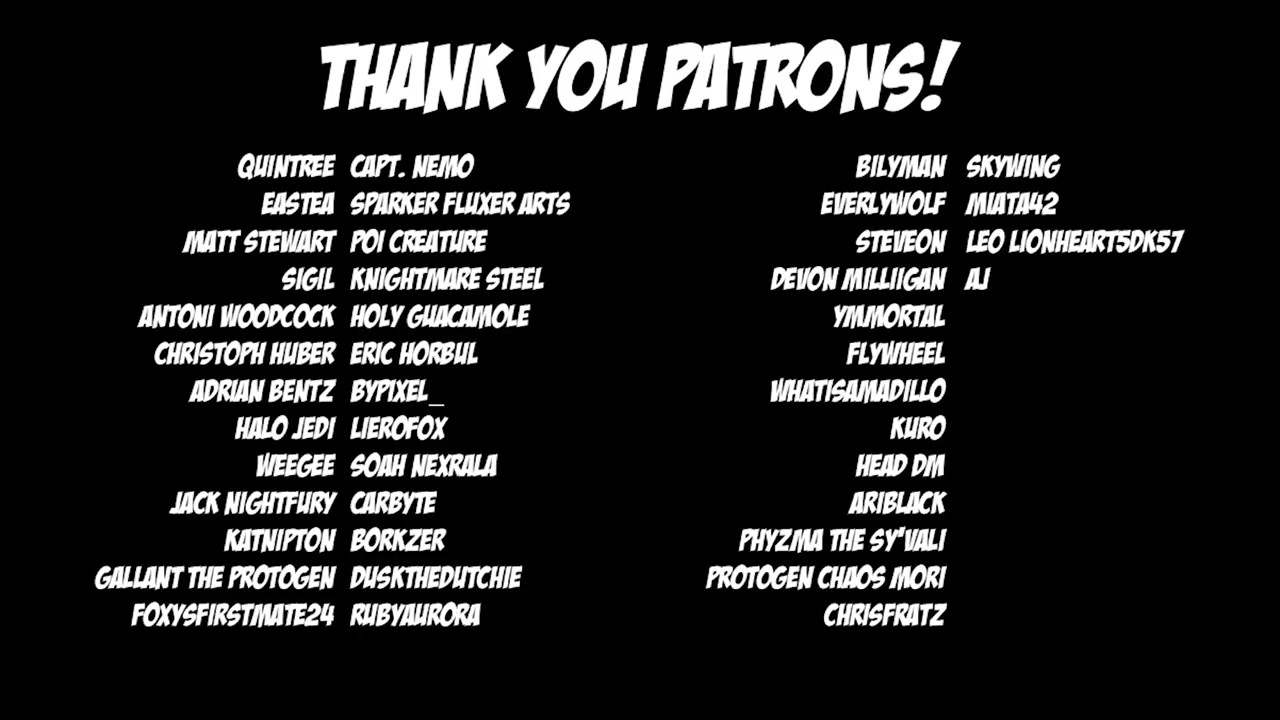 THANK YOU PATRONS!
QUINTREE CAPT. NEMO
EASTEA SPARKER FLUXER ARTS
MATT STEWART POI CREATURE
SIGIL KNIGHTMARE STEEL
ANTONI WOODCOCK HOLY GUACAMOLE
CHRISTOPH HUBER ERIC HORBUL
ADRIAN BENTZ BYPIXEL_
HALO JEDI LIEROFOX
WEEGEE SOAH NEXRALA
JACK NIGHTFURY CARBYTE
KATNIPTON BORKZER
GALLANT THE PROTOGEN DUSKTHEDUTCHIE
FOXYSFIRSTMATE24 RUBYAURORA
BILYMAN SKYWING
EVERLYWOLF MIATA42
STEVEON LEO LIONHEART5DK57
DEVON MILLIIGAN AJ
YMMORTAL
FLYWHEEL
WHATISAMADILLO
KURO
HEAD DM
ARIBLACK
PHYZMA THE SY'VALI
PROTOGEN CHAOS MORI
CHRISFRATZ